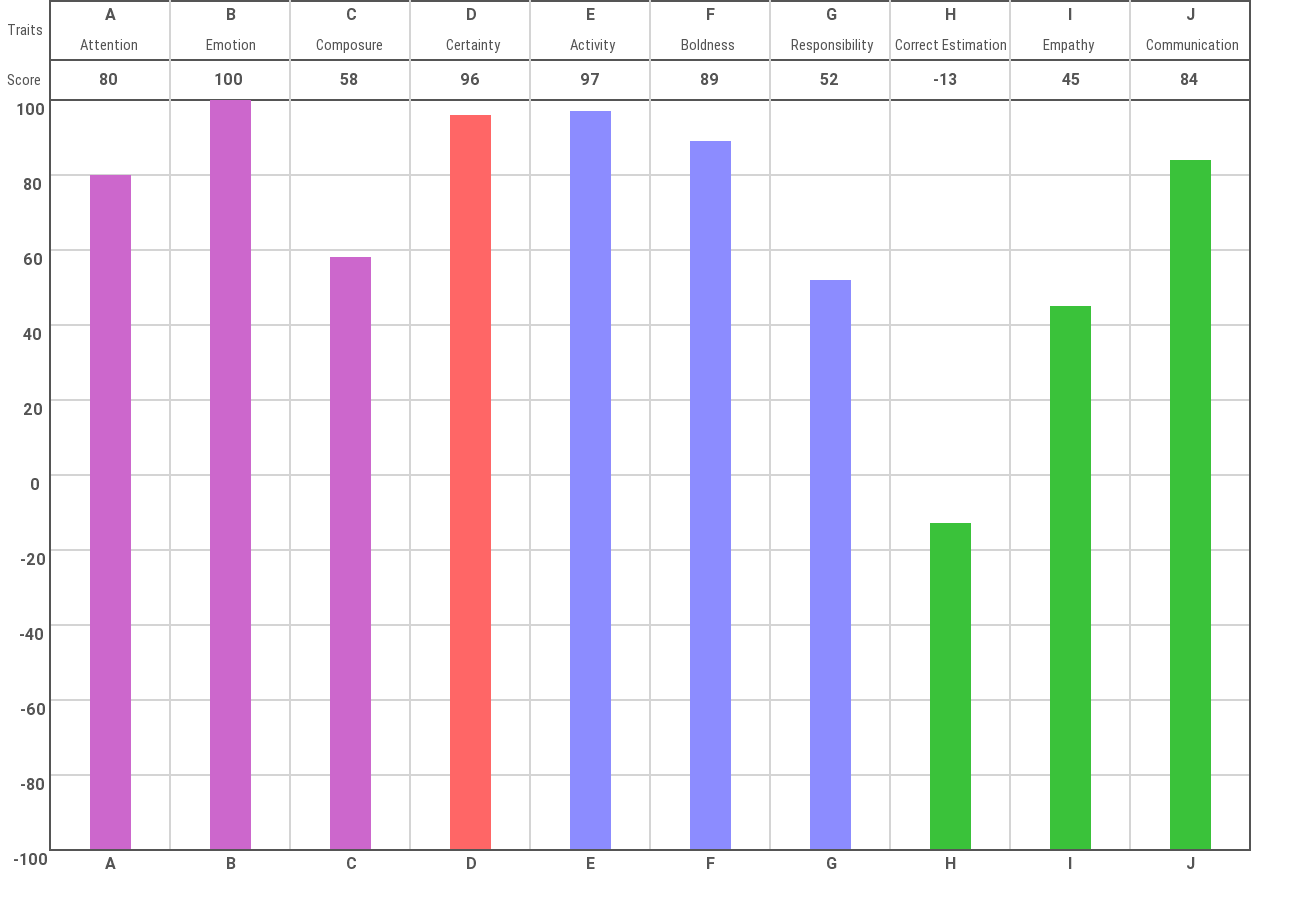 Traits A B C D E F G H I J
Attention Emotion Composure Certainty Activity Boldness Responsibility Correct Estimation Empathy Communication
Score 80 100 58 96 97 89 52 -13 45 84
100
80
60
40
20
0
-20
-40
-60
-80
-100
A B C D E F G H I J